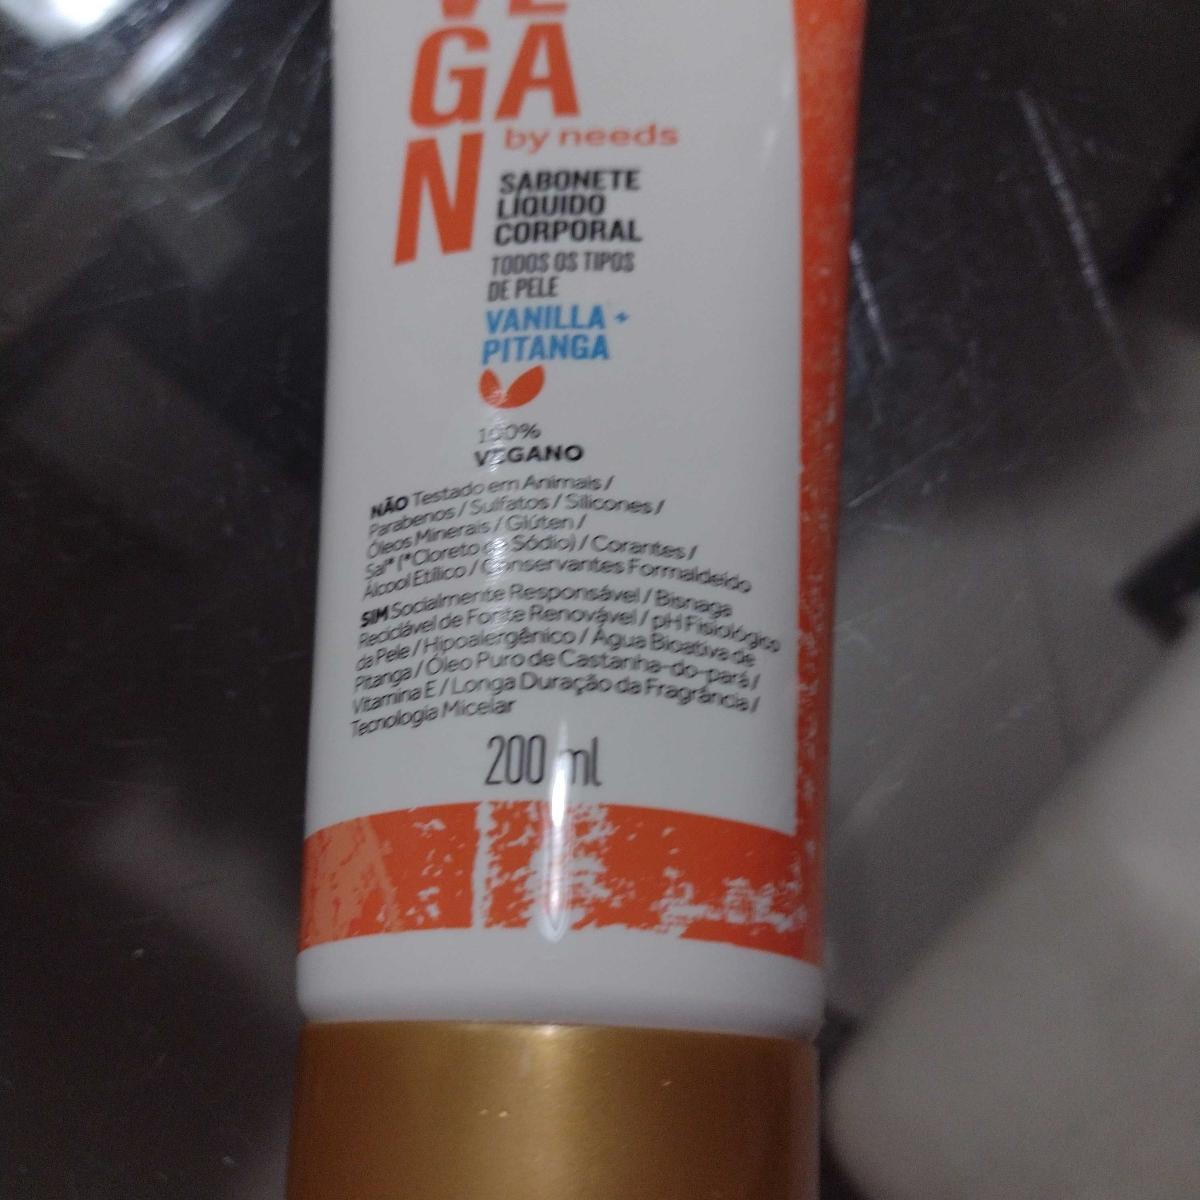 VE
GA
N
by needs
SABONETE
LÍQUIDO
CORPORAL
TODOS OS TIPOS
DE PELE
VANILLA +
PITANGA
100%
VEGANO
NÃO Testado em Animais /
Parabenos / Sulfatos / Silicones /
Óleos Minerais / Glúten /
Sal* (*Cloreto de Sódio) / Corantes /
Álcool Etílico / Conservantes Formaldeído
SIM Socialmente Responsável / Bisnaga
Reciclável de Fonte Renovável / pH Fisiológico
da Pele / Hipoalergênico / Água Bioativa de
Pitanga / Óleo Puro de Castanha-do-pará /
Vitamina E / Longa Duração da Fragrância /
Tecnologia Micelar
200 ml